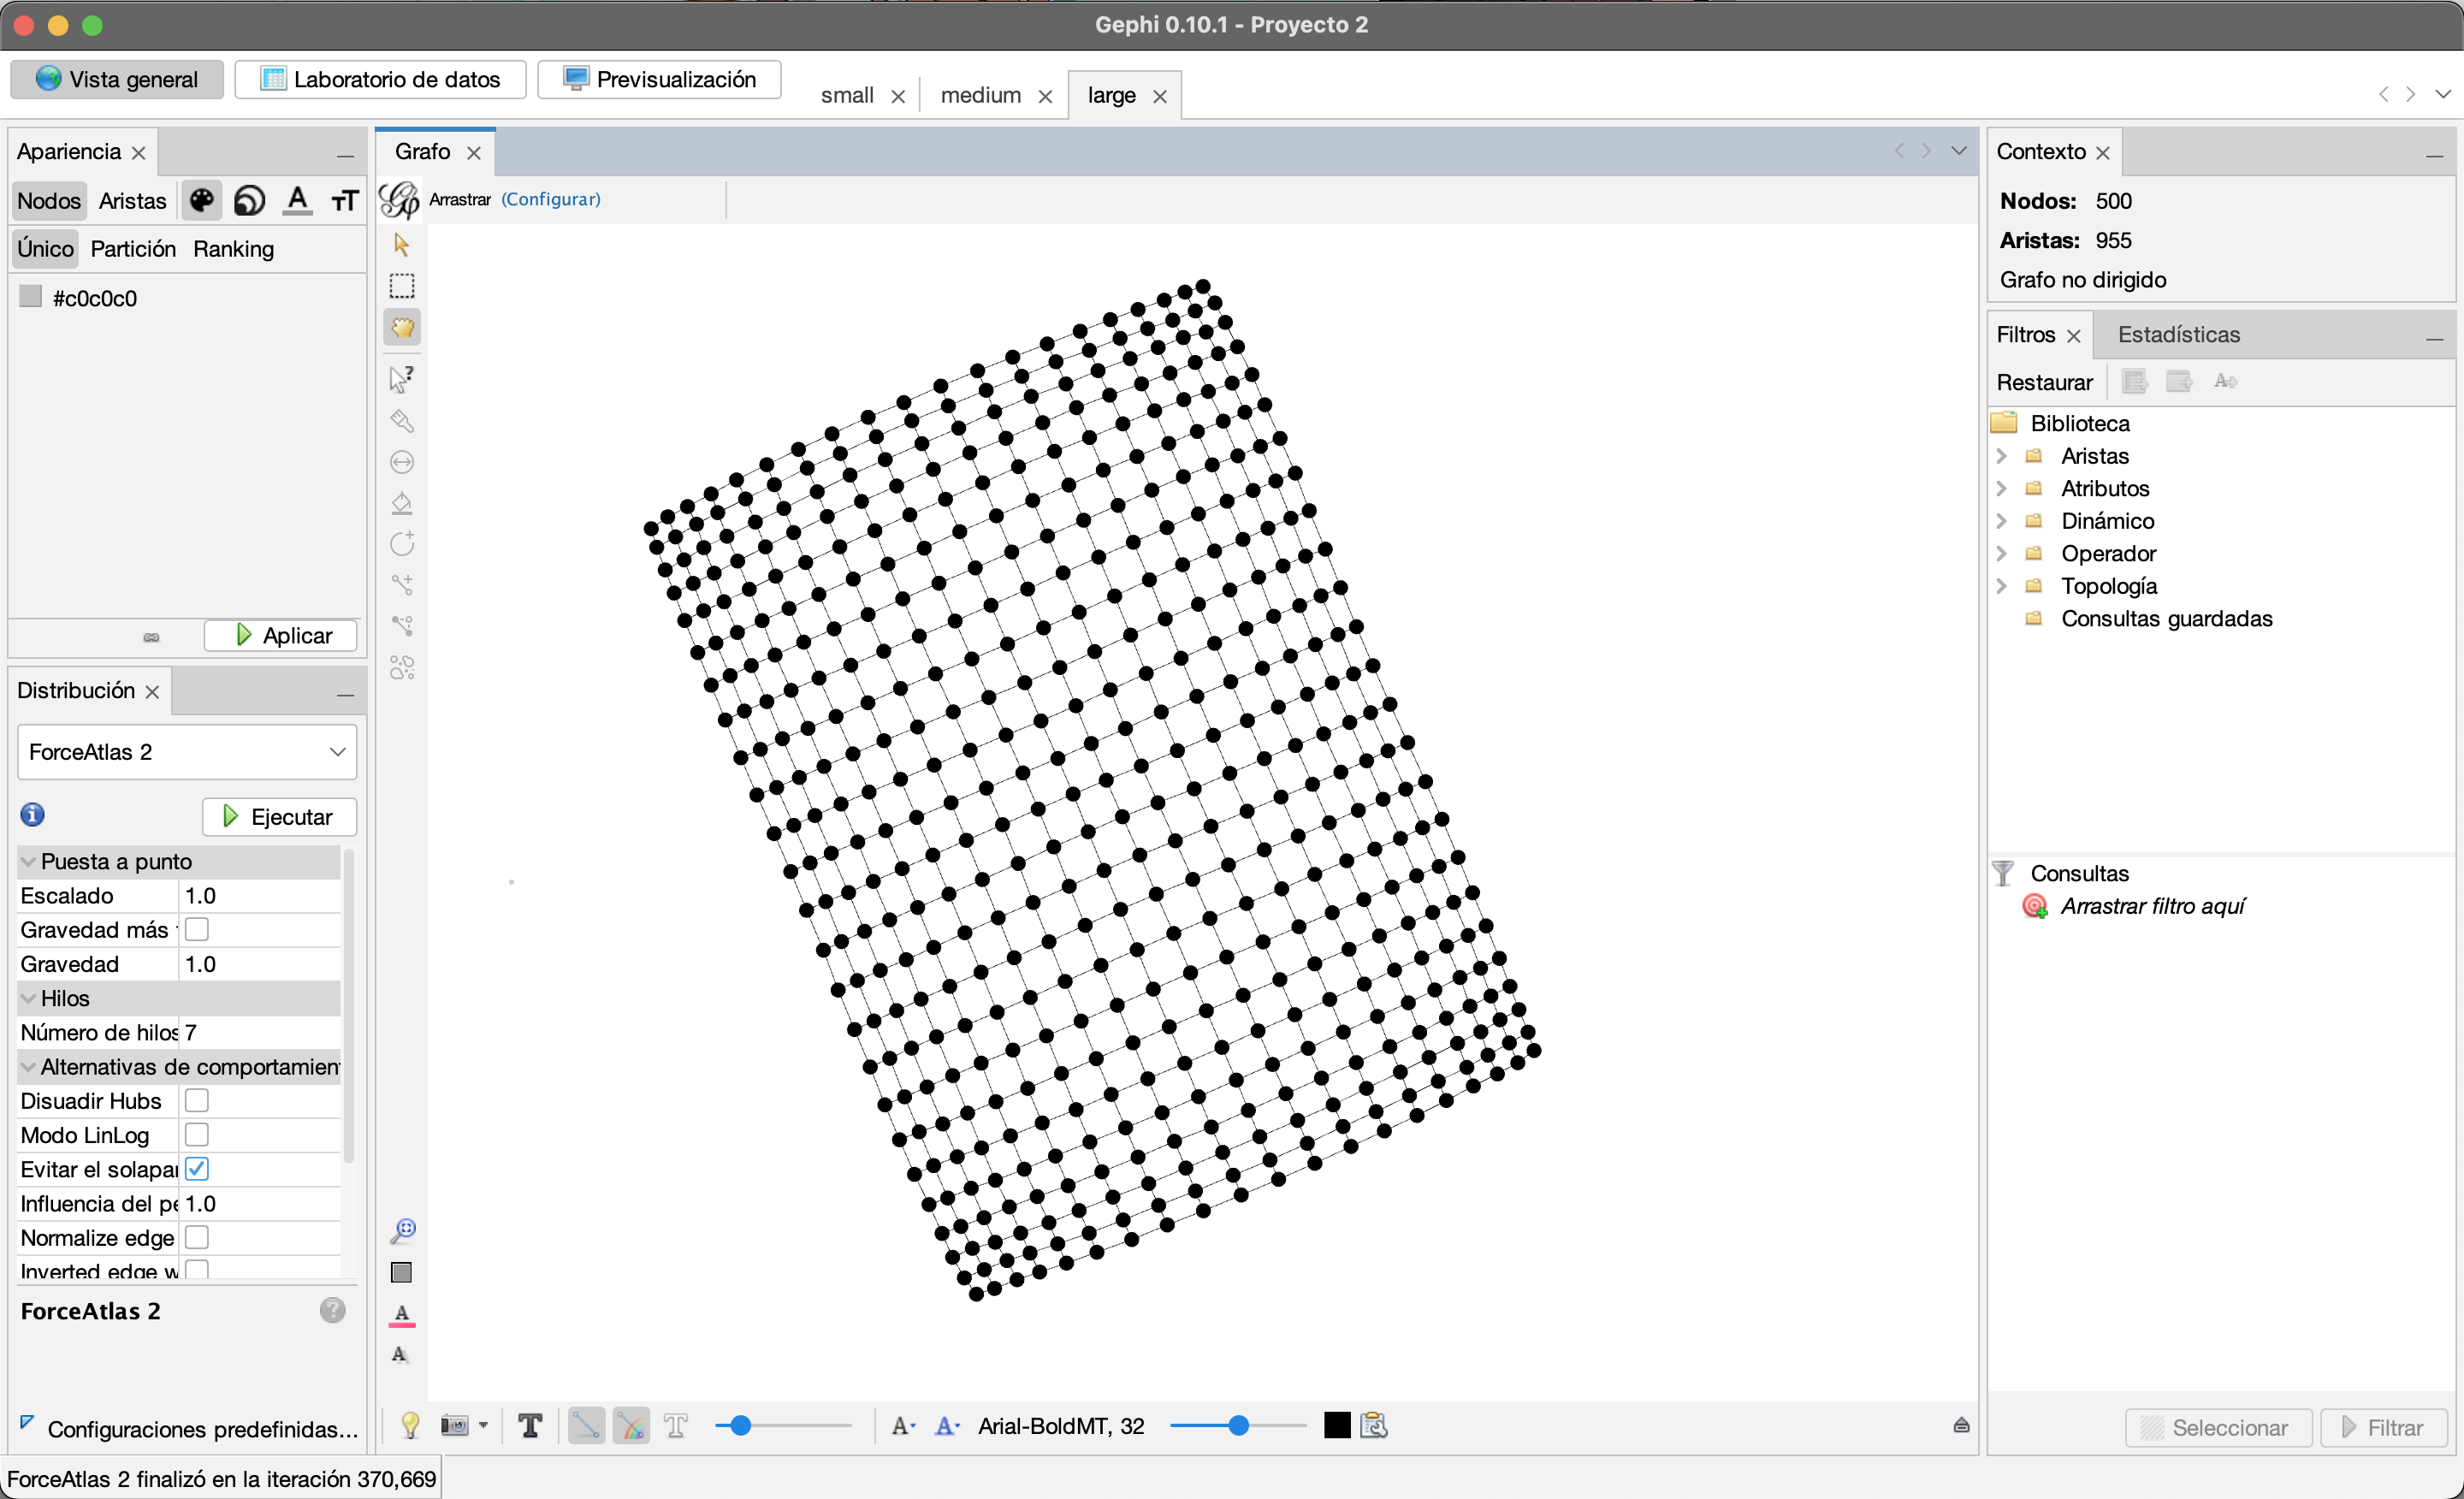 Gephi 0.10.1 - Proyecto 2
Vista general
Laboratorio de datos
Previsualización
small
medium
large
Apariencia
Nodos
Aristas
Único
Partición
Ranking
#c0c0c0
Aplicar
Distribución
ForceAtlas 2
Ejecutar
Puesta a punto
Escalado 1.0
Gravedad más
Gravedad 1.0
Hilos
Número de hilos 7
Alternativas de comportamien
Disuadir Hubs
Modo LinLog
Evitar el solapar
Influencia del pe 1.0
Normalize edge
Inverted edge w
ForceAtlas 2
Configuraciones predefinidas...
ForceAtlas 2 finalizó en la iteración 370,669
Grafo
Arrastrar (Configurar)
Arial-BoldMT, 32
Contexto
Nodos: 500
Aristas: 955
Grafo no dirigido
Filtros
Estadísticas
Restaurar
Biblioteca
Aristas
Atributos
Dinámico
Operador
Topología
Consultas guardadas
Consultas
Arrastrar filtro aquí
Seleccionar
Filtrar